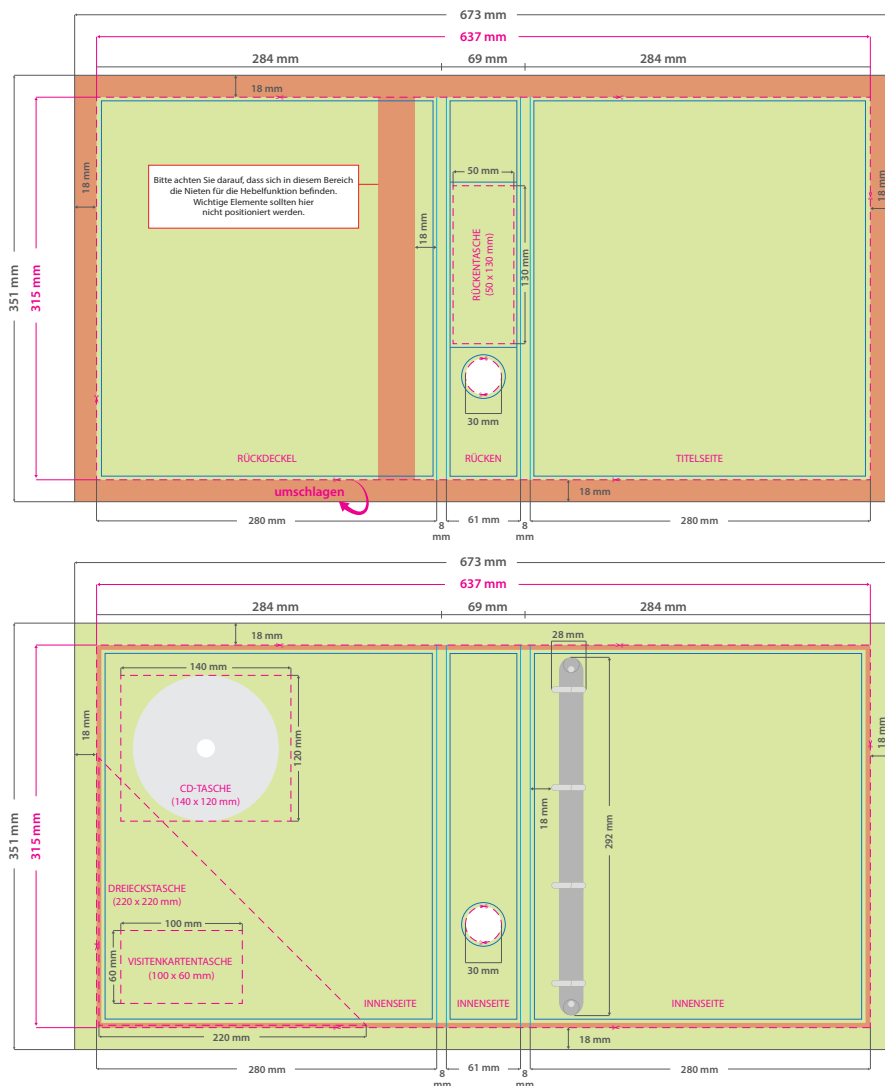 673 mm
637 mm
284 mm
69 mm
284 mm
18 mm
Bitte achten Sie darauf, dass sich in diesem Bereich
die Nieten für die Hebelfunktion befinden.
Wichtige Elemente sollten hier
nicht positioniert werden.
50 mm
18 mm
18 mm
18 mm
RÜCKENTASCHE
(50 x 130 mm)
130 mm
351 mm
315 mm
30 mm
RÜCKDECKEL
RÜCKEN
TITELSEITE
umschlagen
18 mm
280 mm
8
mm
61 mm
8
mm
280 mm
673 mm
637 mm
284 mm
69 mm
284 mm
18 mm
28 mm
140 mm
18 mm
120 mm
18 mm
CD-TASCHE
(140 x 120 mm)
18 mm
292 mm
351 mm
315 mm
DREIECKSTASCHE
(220 x 220 mm)
100 mm
60 mm
VISITENKARTENTASCHE
(100 x 60 mm)
30 mm
INNENSEITE
INNENSEITE
INNENSEITE
220 mm
18 mm
280 mm
8
mm
61 mm
8
mm
280 mm